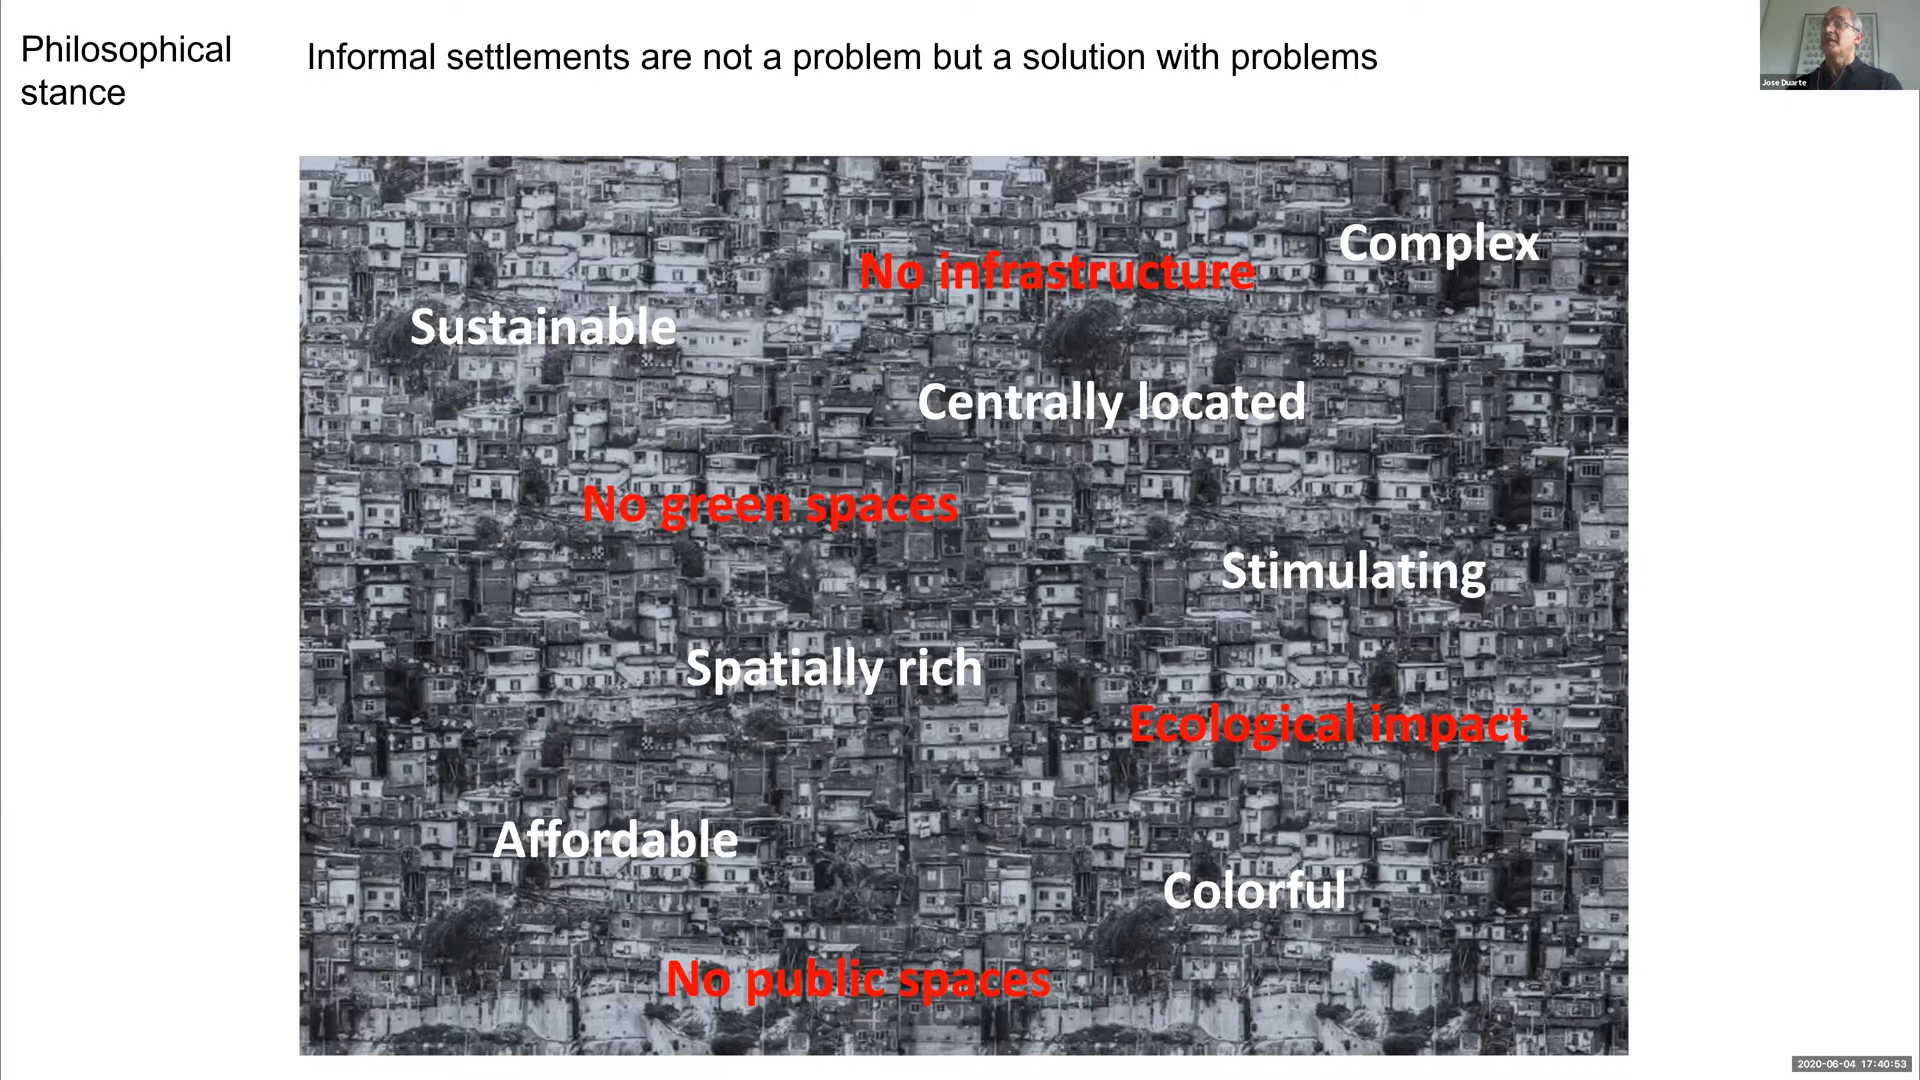 Philosophical
stance
Informal settlements are not a problem but a solution with problems
Jose Duarte
Complex
No infrastructure
Sustainable
Centrally located
No green spaces
Stimulating
Spatially rich
Ecological impact
Affordable
Colorful
No public spaces
2020-06-04 17:40:53